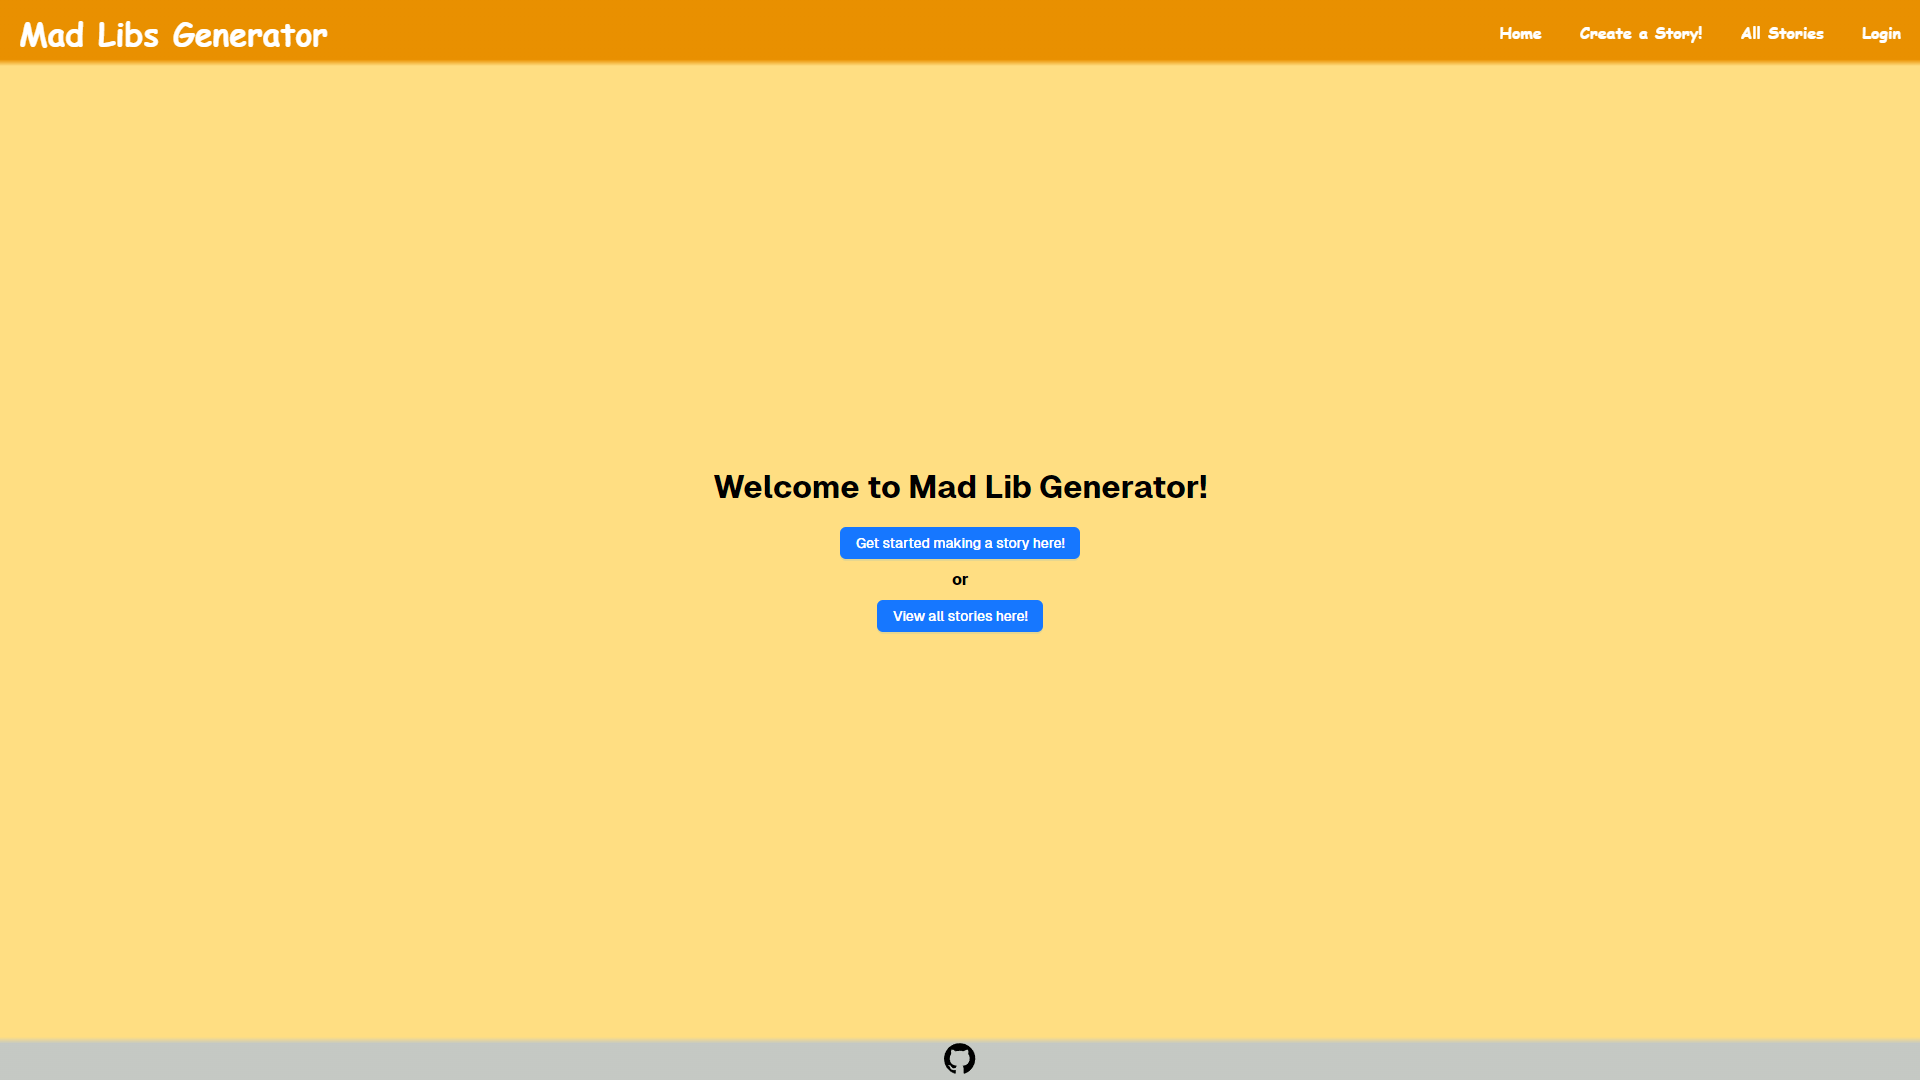 Mad Libs Generator
Home Create a Story! All Stories Login
Welcome to Mad Lib Generator!
Get started making a story here!
or
View all stories here!